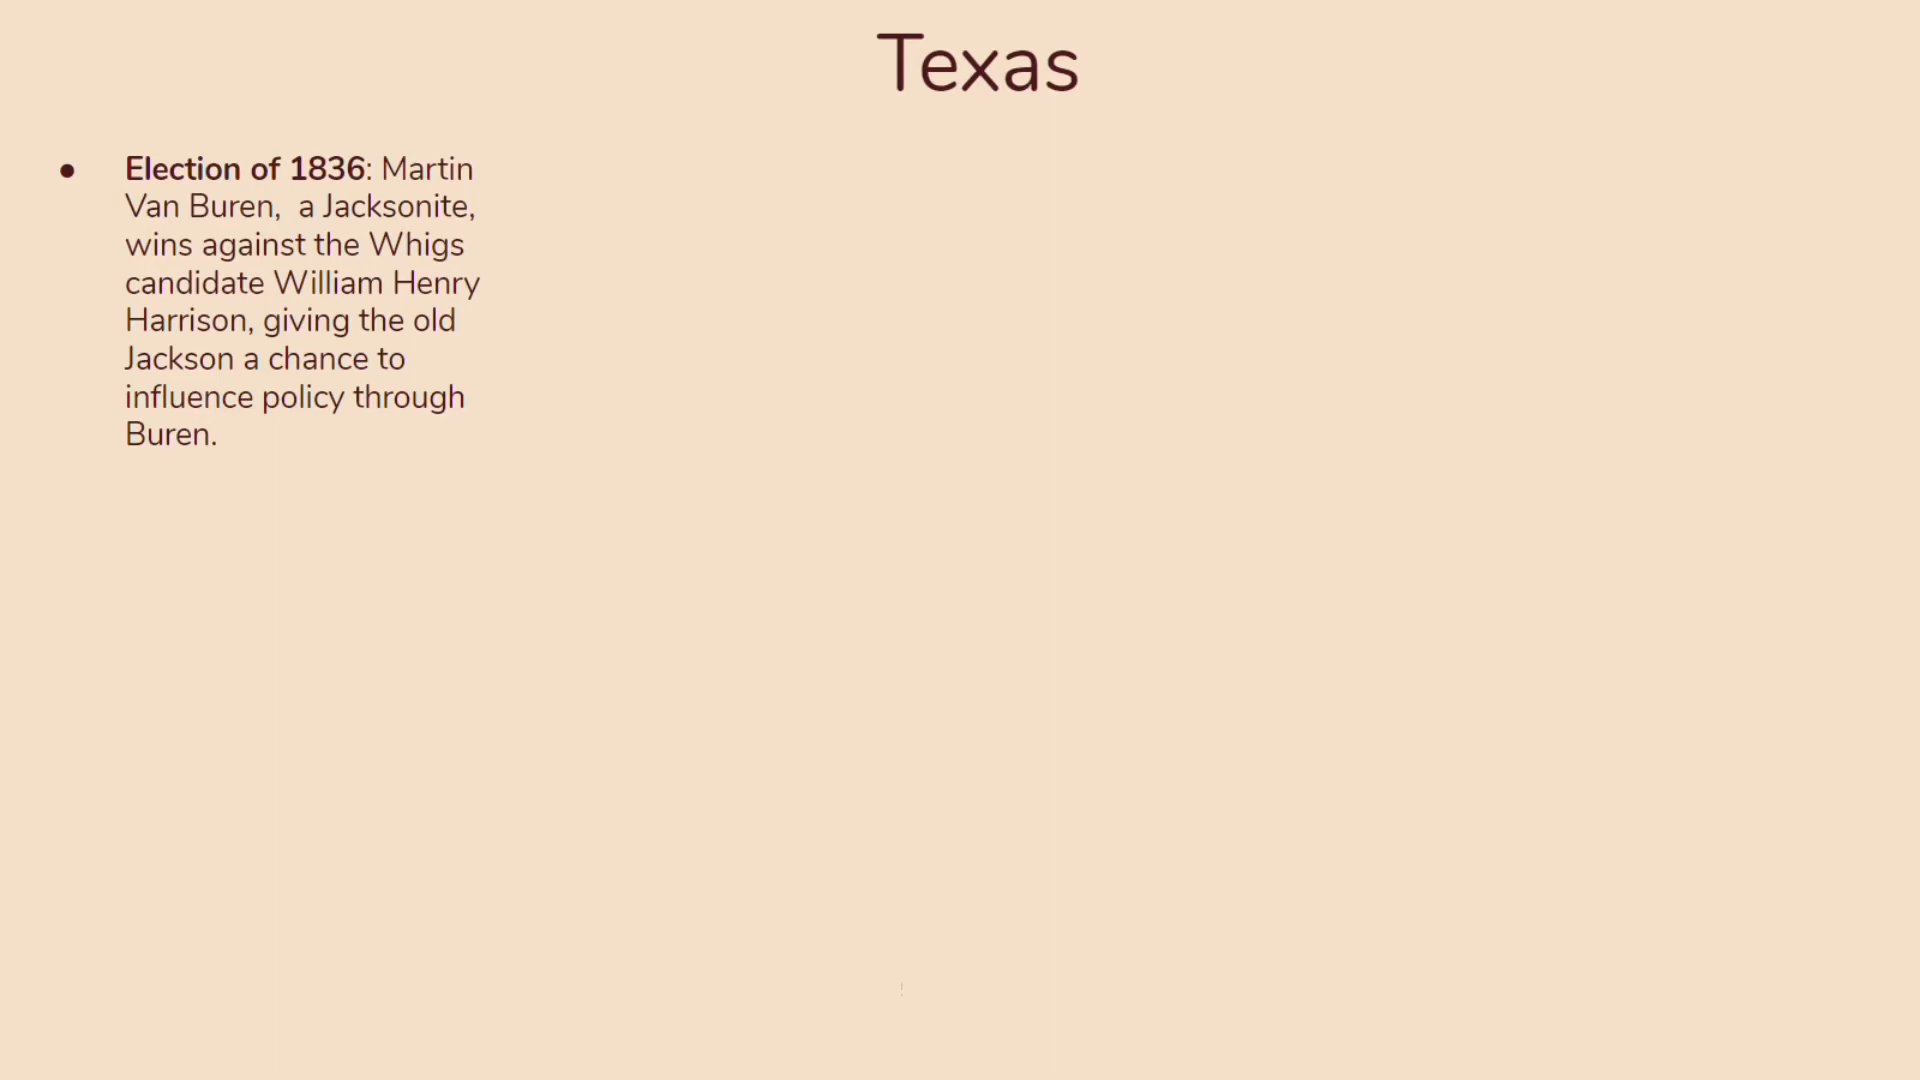 Texas
● Election of 1836: Martin
Van Buren,  a Jacksonite,
wins against the Whigs
candidate William Henry
Harrison, giving the old
Jackson a chance to
influence policy through
Buren.